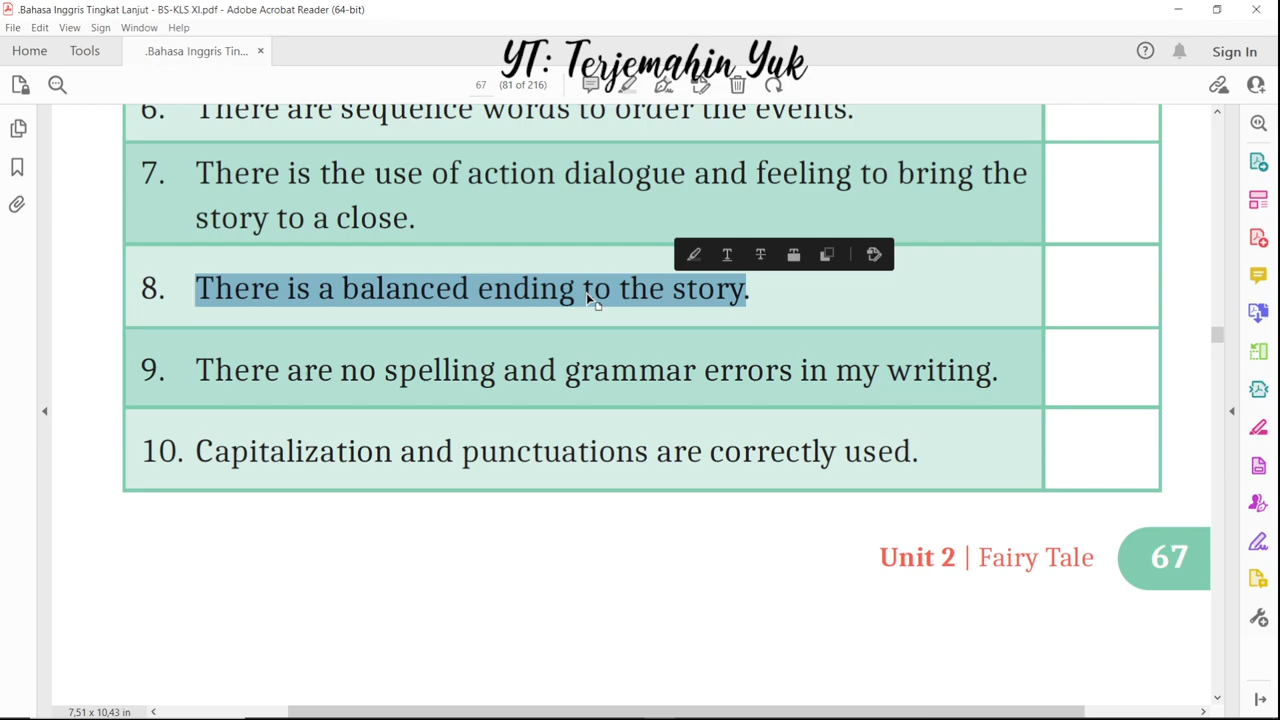 .Bahasa Inggris Tingkat Lanjut - BS-KLS XI.pdf - Adobe Acrobat Reader (64-bit)
File Edit View Sign Window Help
Home Tools .Bahasa Inggris Tin... × Sign In
YT: Terjemahin Yuk
67 (81 of 216)
6. There are sequence words to order the events.
7. There is the use of action dialogue and feeling to bring the
story to a close.
8. There is a balanced ending to the story.
9. There are no spelling and grammar errors in my writing.
10. Capitalization and punctuations are correctly used.
Unit 2 | Fairy Tale 67
7,51 x 10,43 in